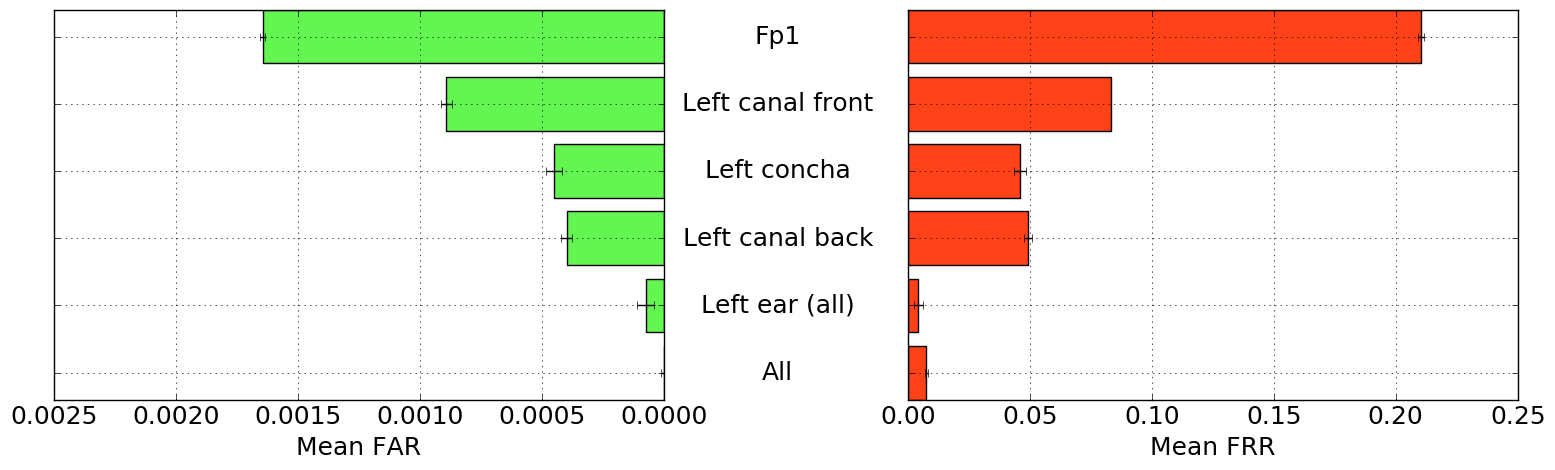 Fp1
Left canal front
Left concha
Left canal back
Left ear (all)
All
0.0025 0.0020 0.0015 0.0010 0.0005 0.0000
0.00 0.05 0.10 0.15 0.20 0.25
Mean FAR
Mean FRR